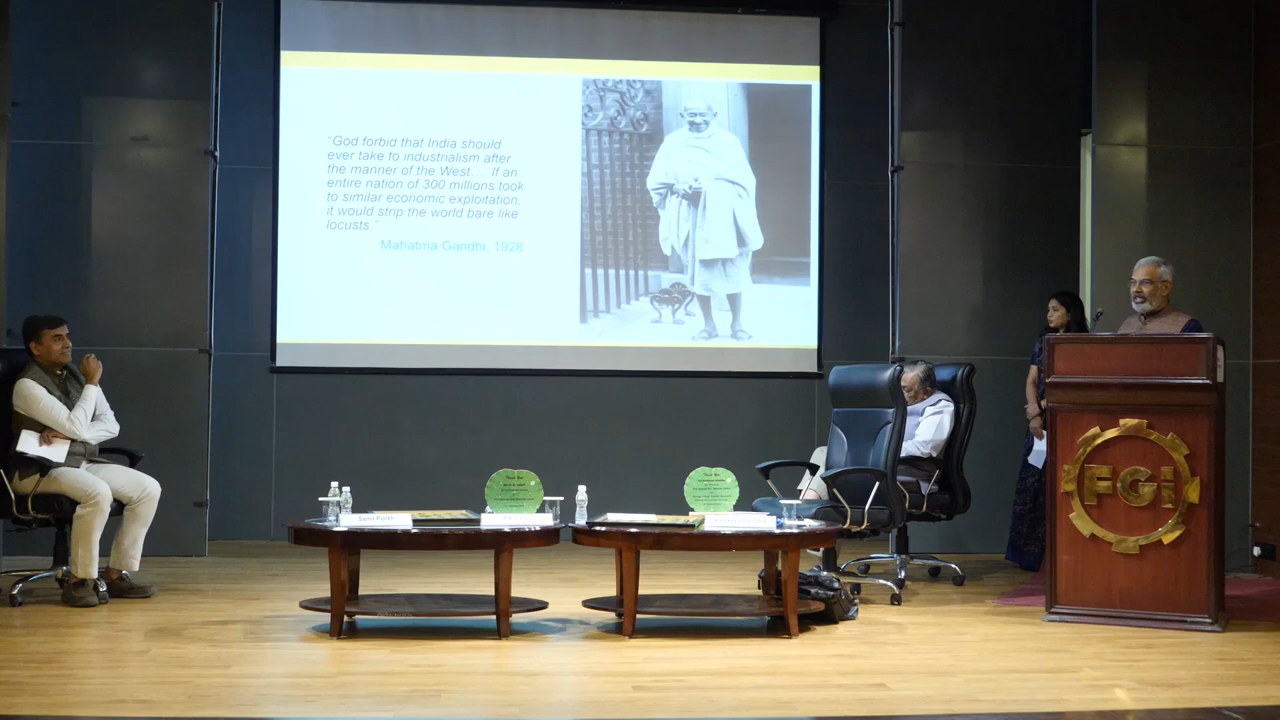 “God forbid that India should
ever take to industrialism after
the manner of the West.... If an
entire nation of 300 millions took
to similar economic exploitation,
it would strip the world bare like
locusts.”
Mahatma Gandhi, 1928
Thank You
Thank You
Samir Parikh
FGi